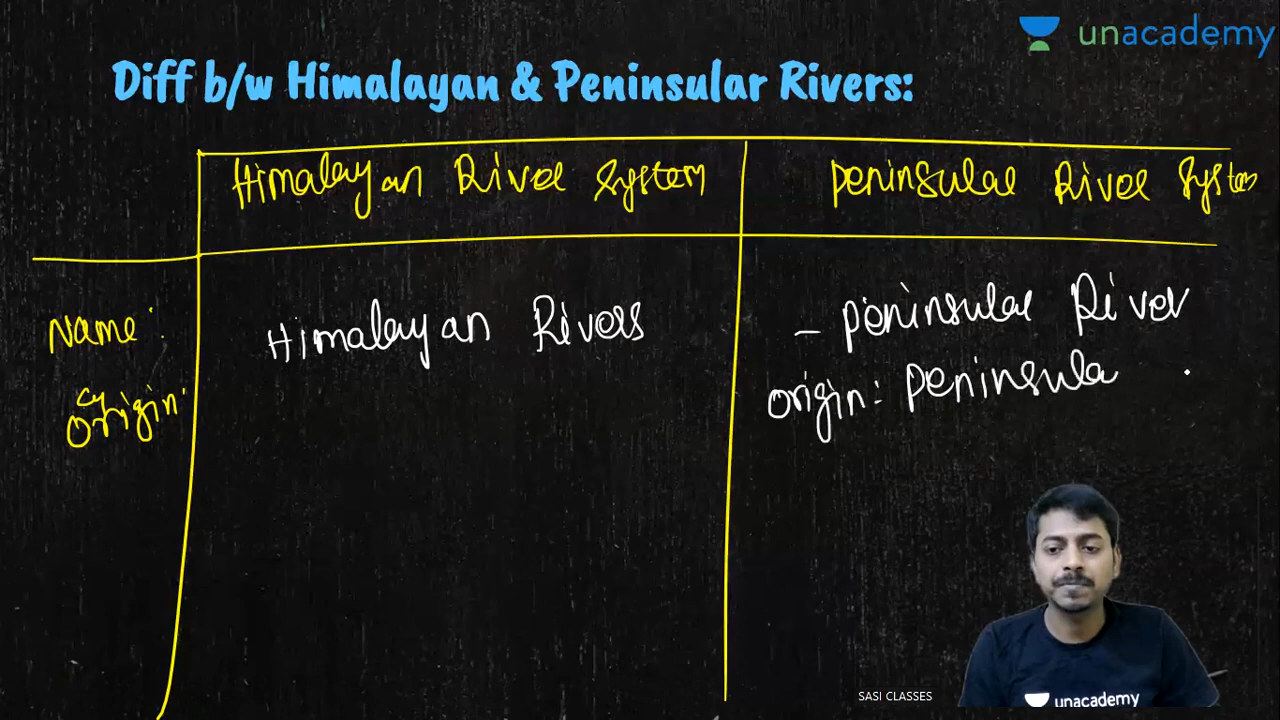 unacademy
Diff b/w Himalayan & Peninsular Rivers:
Himalayan River System
Peninsular River System
Name:
Himalayan Rivers
- Peninsular River
Origin:
Origin: Peninsula
SASI CLASSES
unacademy